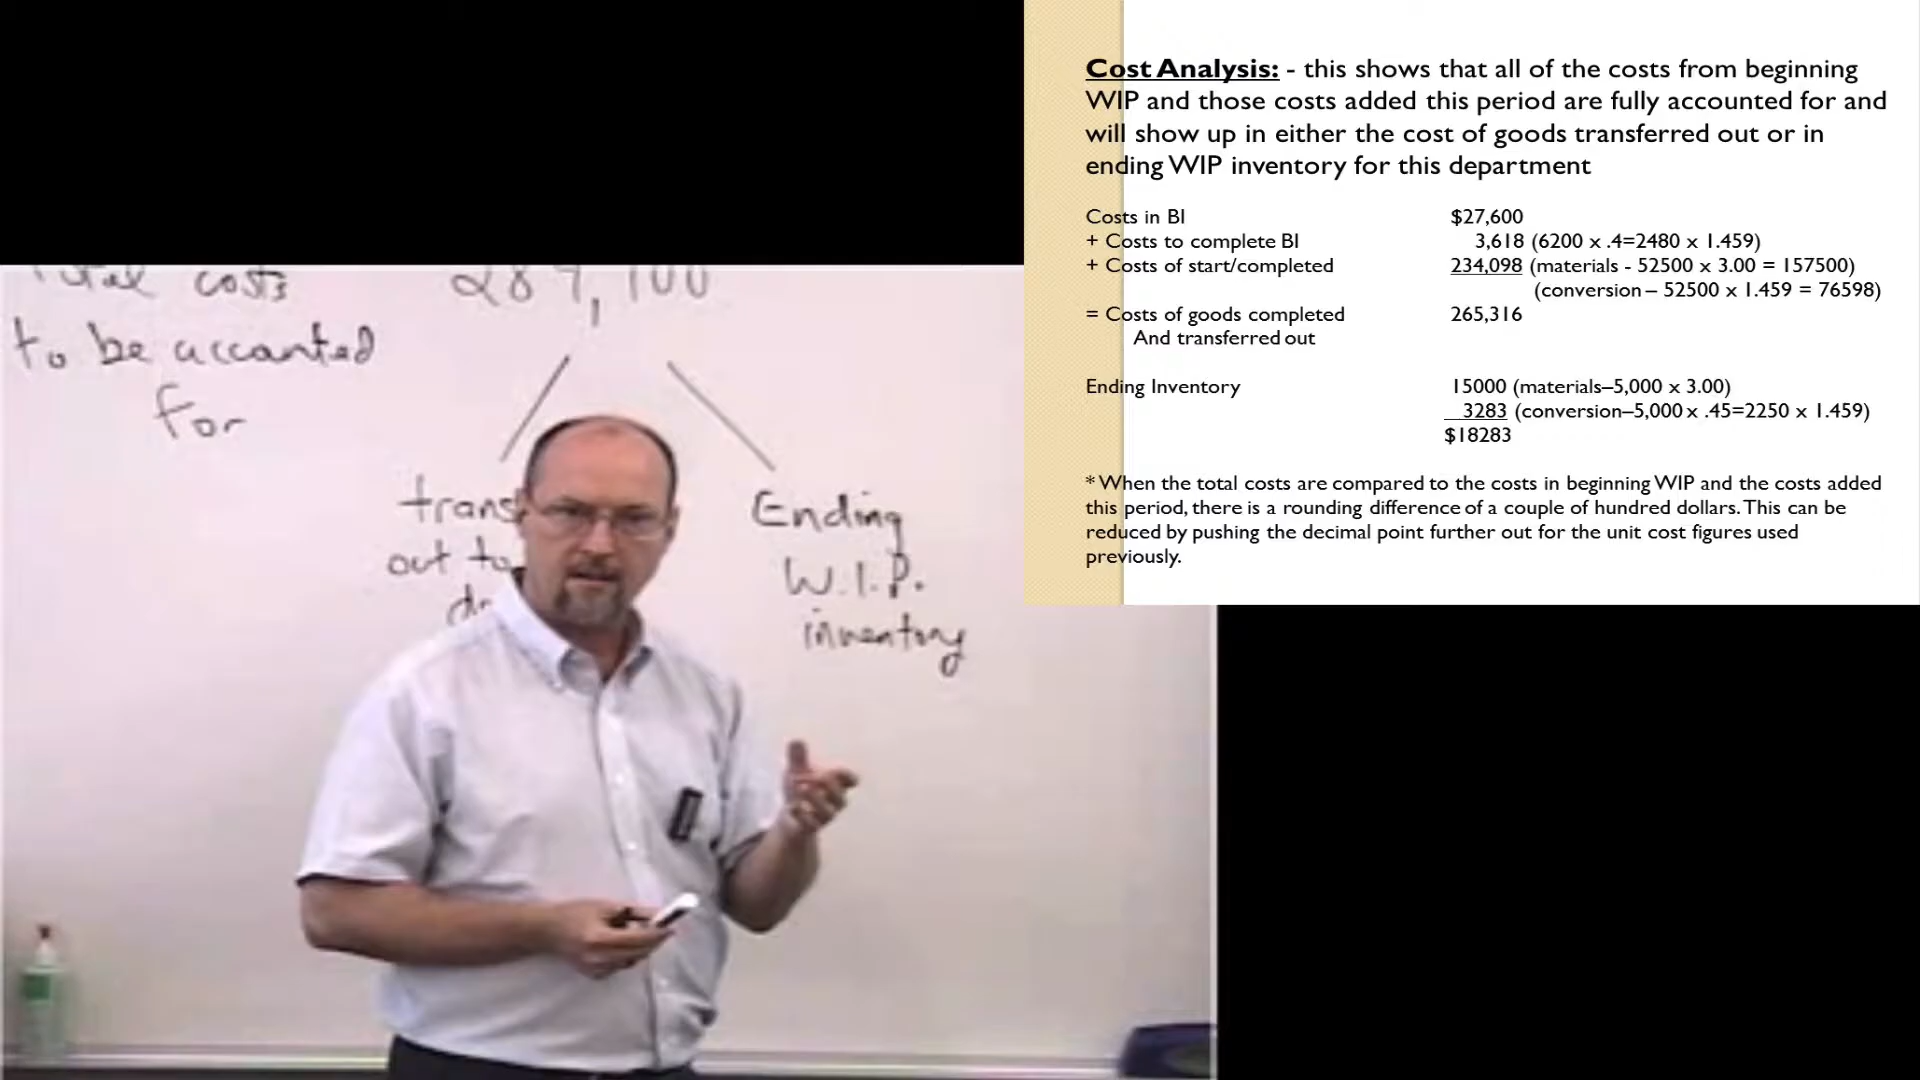 Cost Analysis: - this shows that all of the costs from beginning
WIP and those costs added this period are fully accounted for and
will show up in either the cost of goods transferred out or in
ending WIP inventory for this department
Costs in BI $27,600
+ Costs to complete BI 3,618 (6200 x .4=2480 x 1.459)
+ Costs of start/completed 234,098 (materials - 52500 x 3.00 = 157500)
(conversion – 52500 x 1.459 = 76598)
= Costs of goods completed 265,316
And transferred out
Ending Inventory 15000 (materials–5,000 x 3.00)
3283 (conversion–5,000 x .45=2250 x 1.459)
$18283
* When the total costs are compared to the costs in beginning WIP and the costs added
this period, there is a rounding difference of a couple of hundred dollars. This can be
reduced by pushing the decimal point further out for the unit cost figures used
previously.
Total costs
to be accounted
for
trans
out to
Ending
W.I.P.
inventory